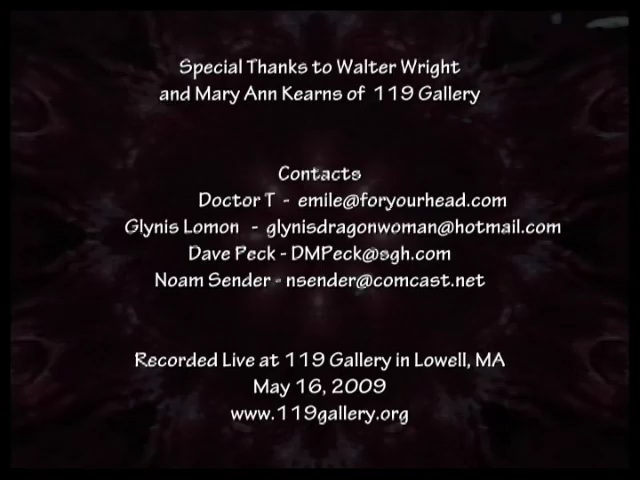 Special Thanks to Walter Wright
and Mary Ann Kearns of 119 Gallery
Contacts
Doctor T - emile@foryourhead.com
Glynis Lomon - glynisdragonwoman@hotmail.com
Dave Peck - DMPeck@sgh.com
Noam Sender - nsender@comcast.net
Recorded Live at 119 Gallery in Lowell, MA
May 16, 2009
www.119gallery.org